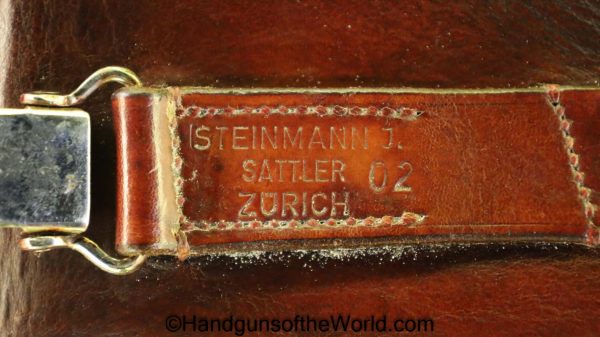 STEINMANN J.
SATTLER 02
ZÜRICH
©HandgunsoftheWorld.com